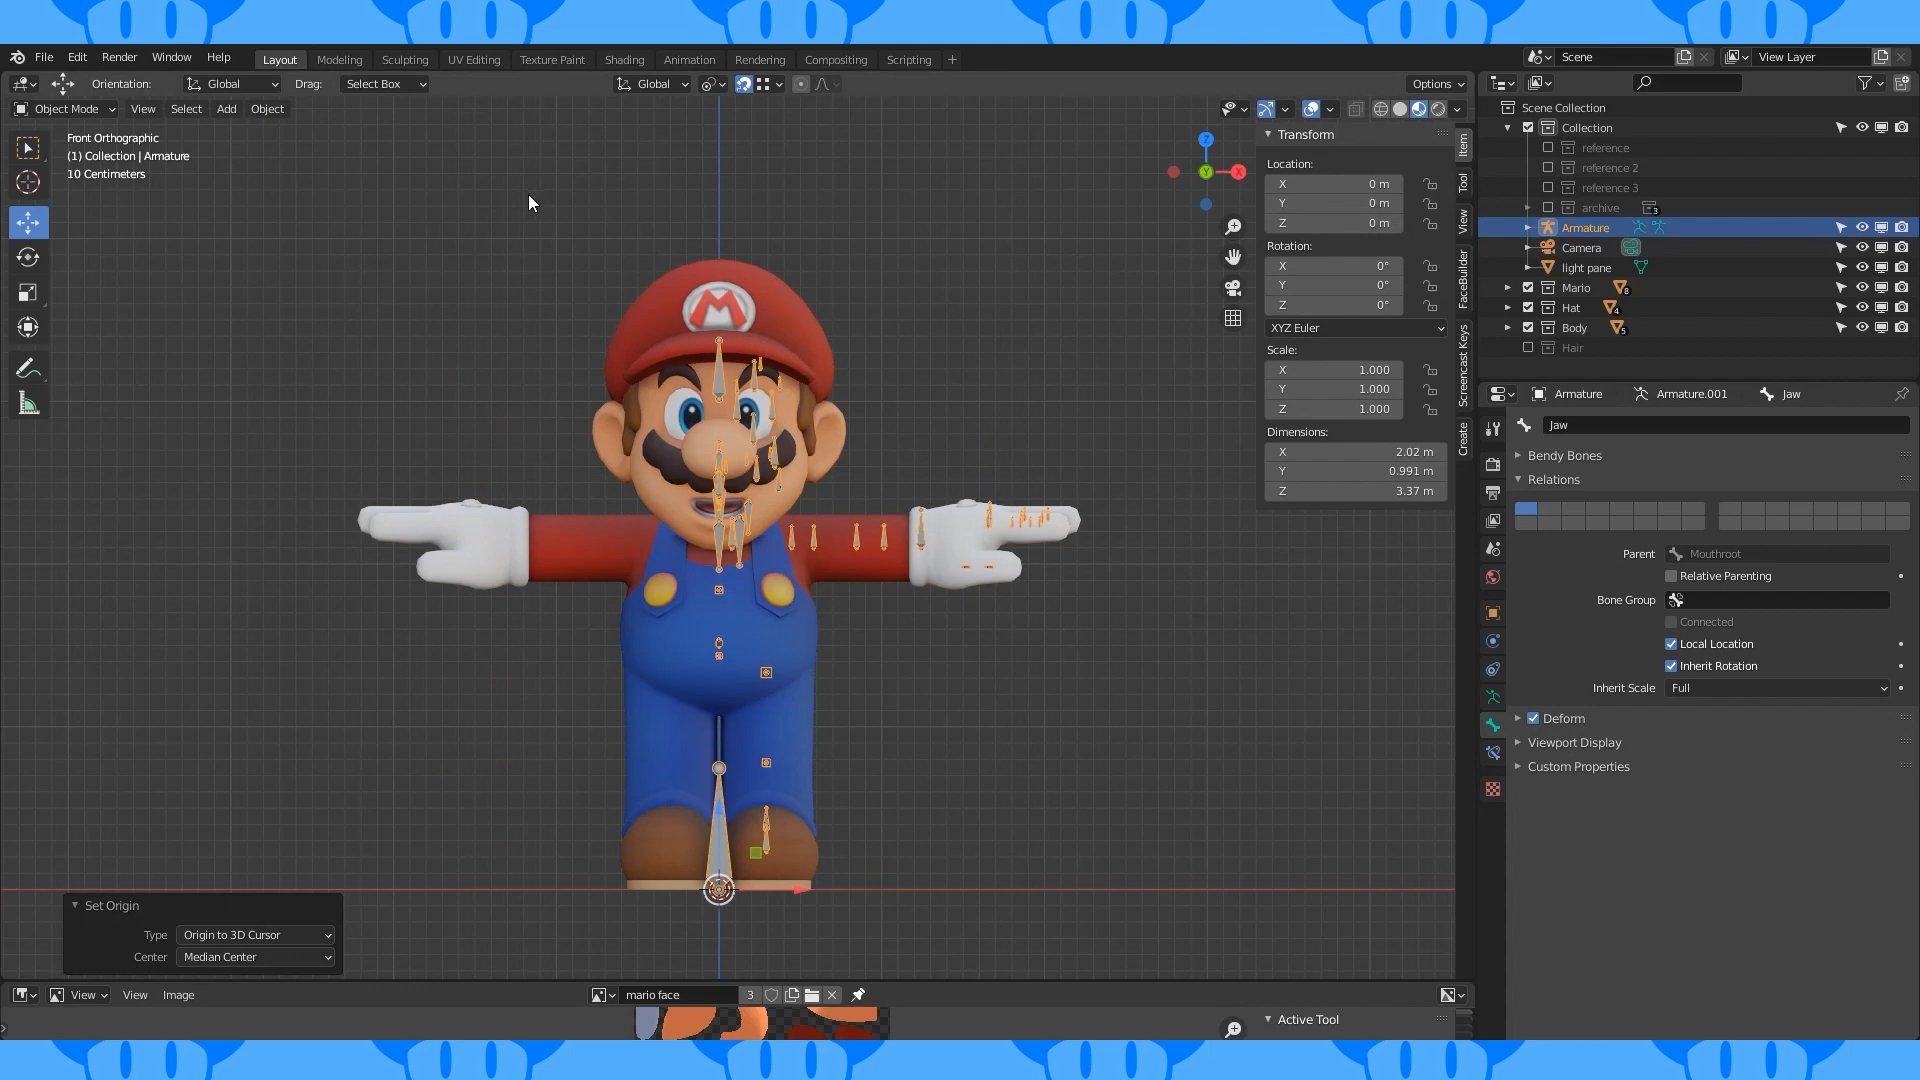 File Edit Render Window Help Layout Modeling Sculpting UV Editing Texture Paint Shading Animation Rendering Compositing Scripting + Scene View Layer
Orientation: Global Drag: Select Box Global Options
Object Mode View Select Add Object
Front Orthographic
(1) Collection | Armature
10 Centimeters
Z
Y
X
M
Transform
Location:
X 0 m
Y 0 m
Z 0 m
Rotation:
X 0°
Y 0°
Z 0°
XYZ Euler
Scale:
X 1.000
Y 1.000
Z 1.000
Dimensions:
X 2.02 m
Y 0.991 m
Z 3.37 m
Item
Tool
View
FaceBuilder
Screencast Keys
Create
Scene Collection
Collection
reference
reference 2
reference 3
archive 3
Armature
Camera
light pane
Mario 8
Hat 4
Body 5
Hair
Armature Armature.001 Jaw
Jaw
Bendy Bones
Relations
Parent Mouthroot
Relative Parenting
Bone Group
Connected
Local Location
Inherit Rotation
Inherit Scale Full
Deform
Viewport Display
Custom Properties
Set Origin
Type Origin to 3D Cursor
Center Median Center
View View Image mario face 3
Active Tool